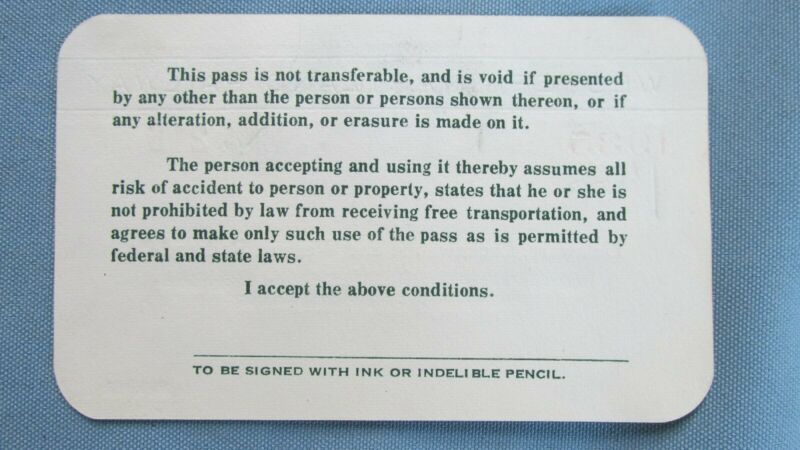 This pass is not transferable, and is void if presented
by any other than the person or persons shown thereon, or if
any alteration, addition, or erasure is made on it.
The person accepting and using it thereby assumes all
risk of accident to person or property, states that he or she is
not prohibited by law from receiving free transportation, and
agrees to make only such use of the pass as is permitted by
federal and state laws.
I accept the above conditions.
TO BE SIGNED WITH INK OR INDELIBLE PENCIL.